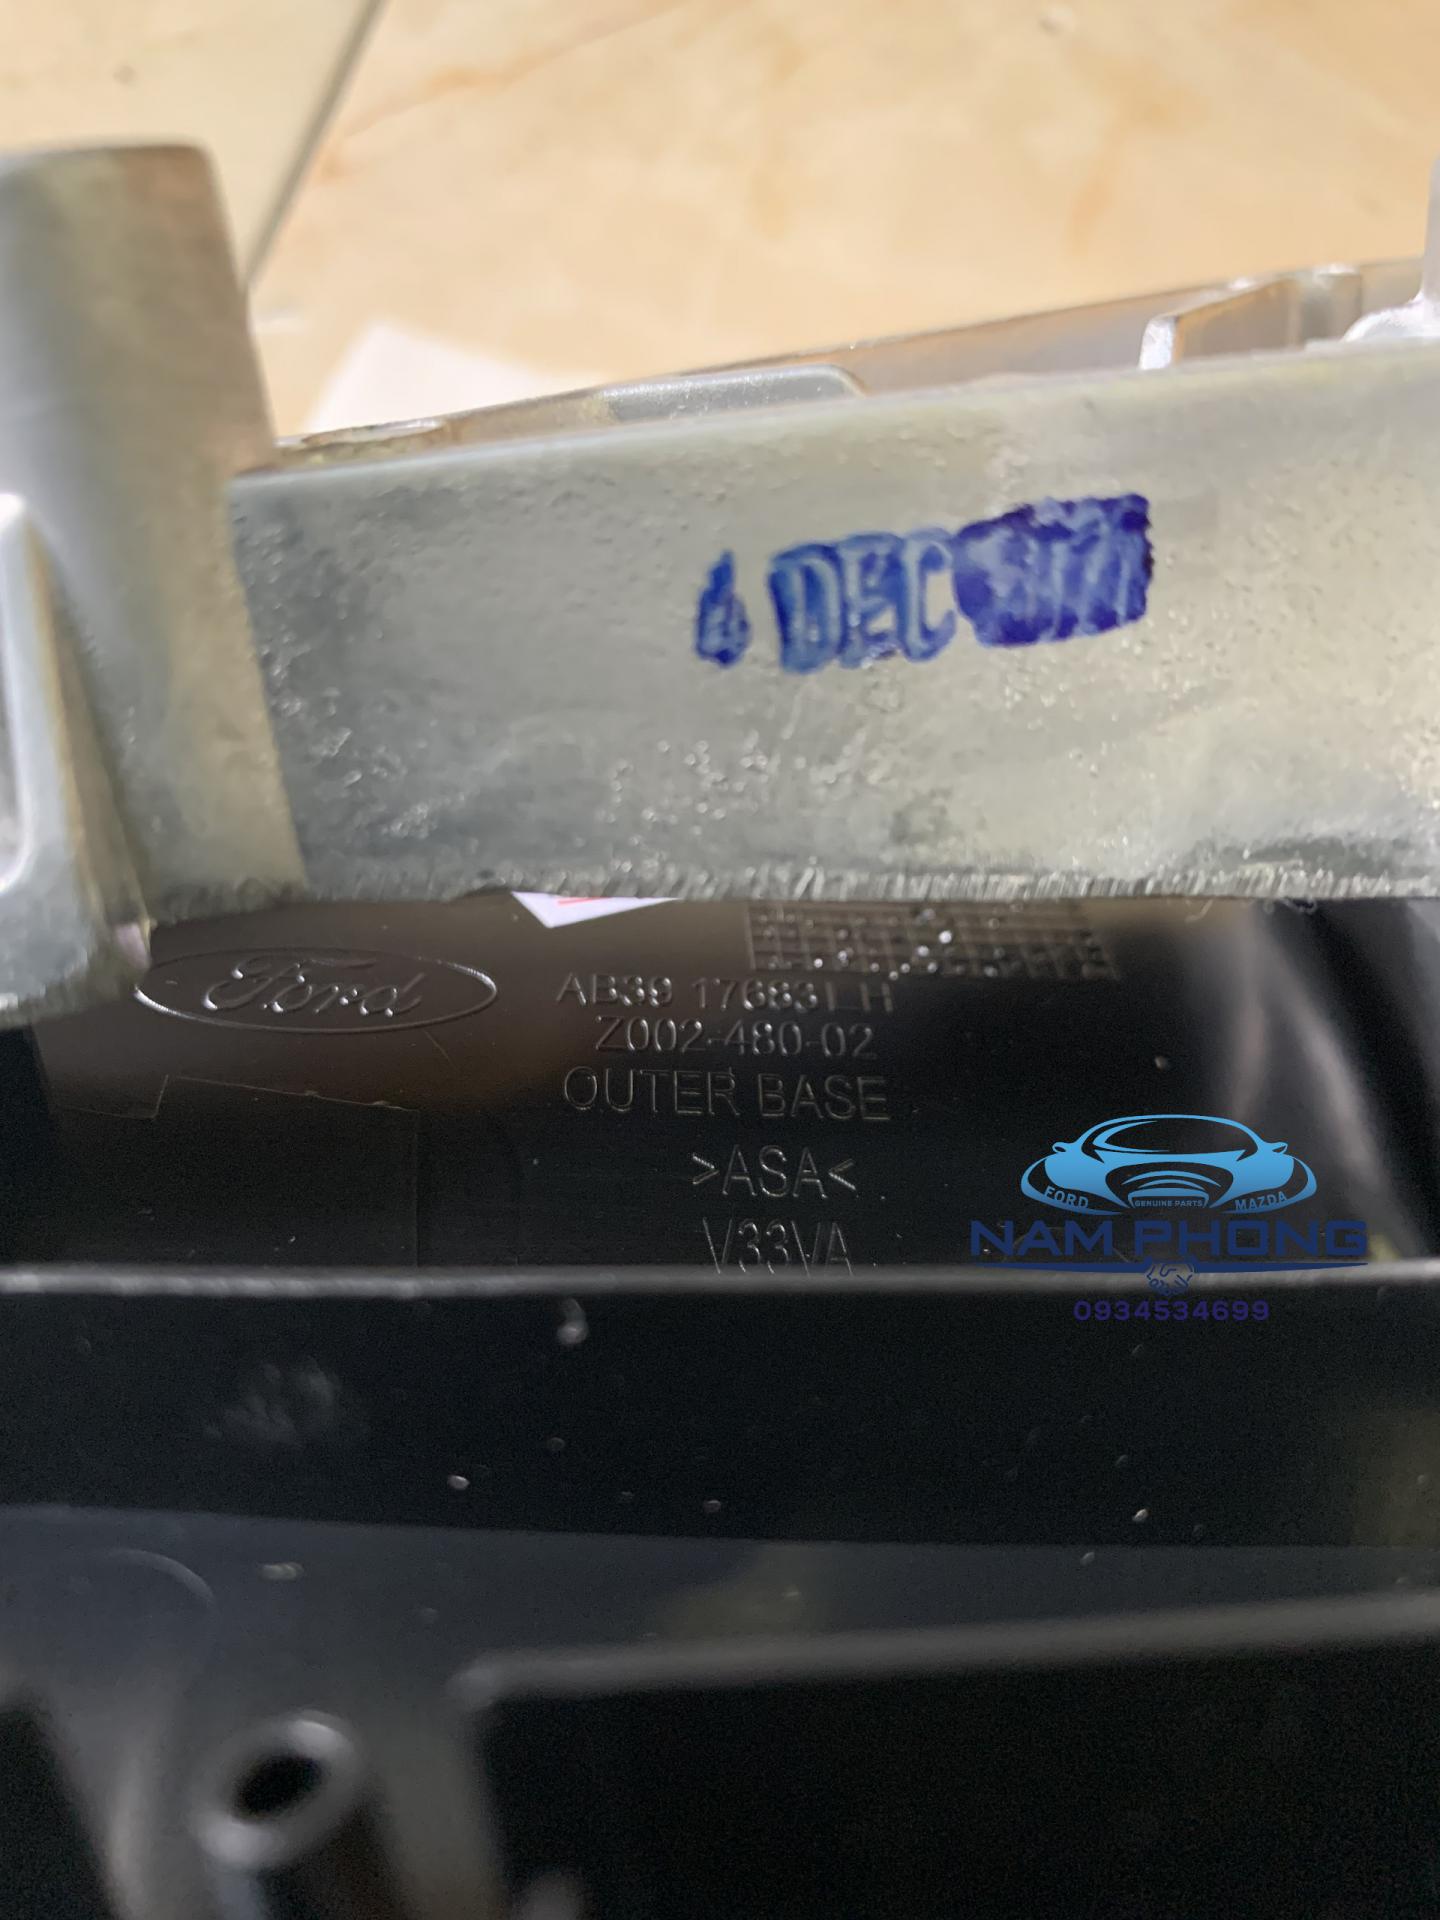 4 DEC
Ford
AB39 17683 LH
Z002-480-02
OUTER BASE
>ASA<
V33VA
FORD
GENUINE PARTS
MAZDA
NAM PHONG
0934534699